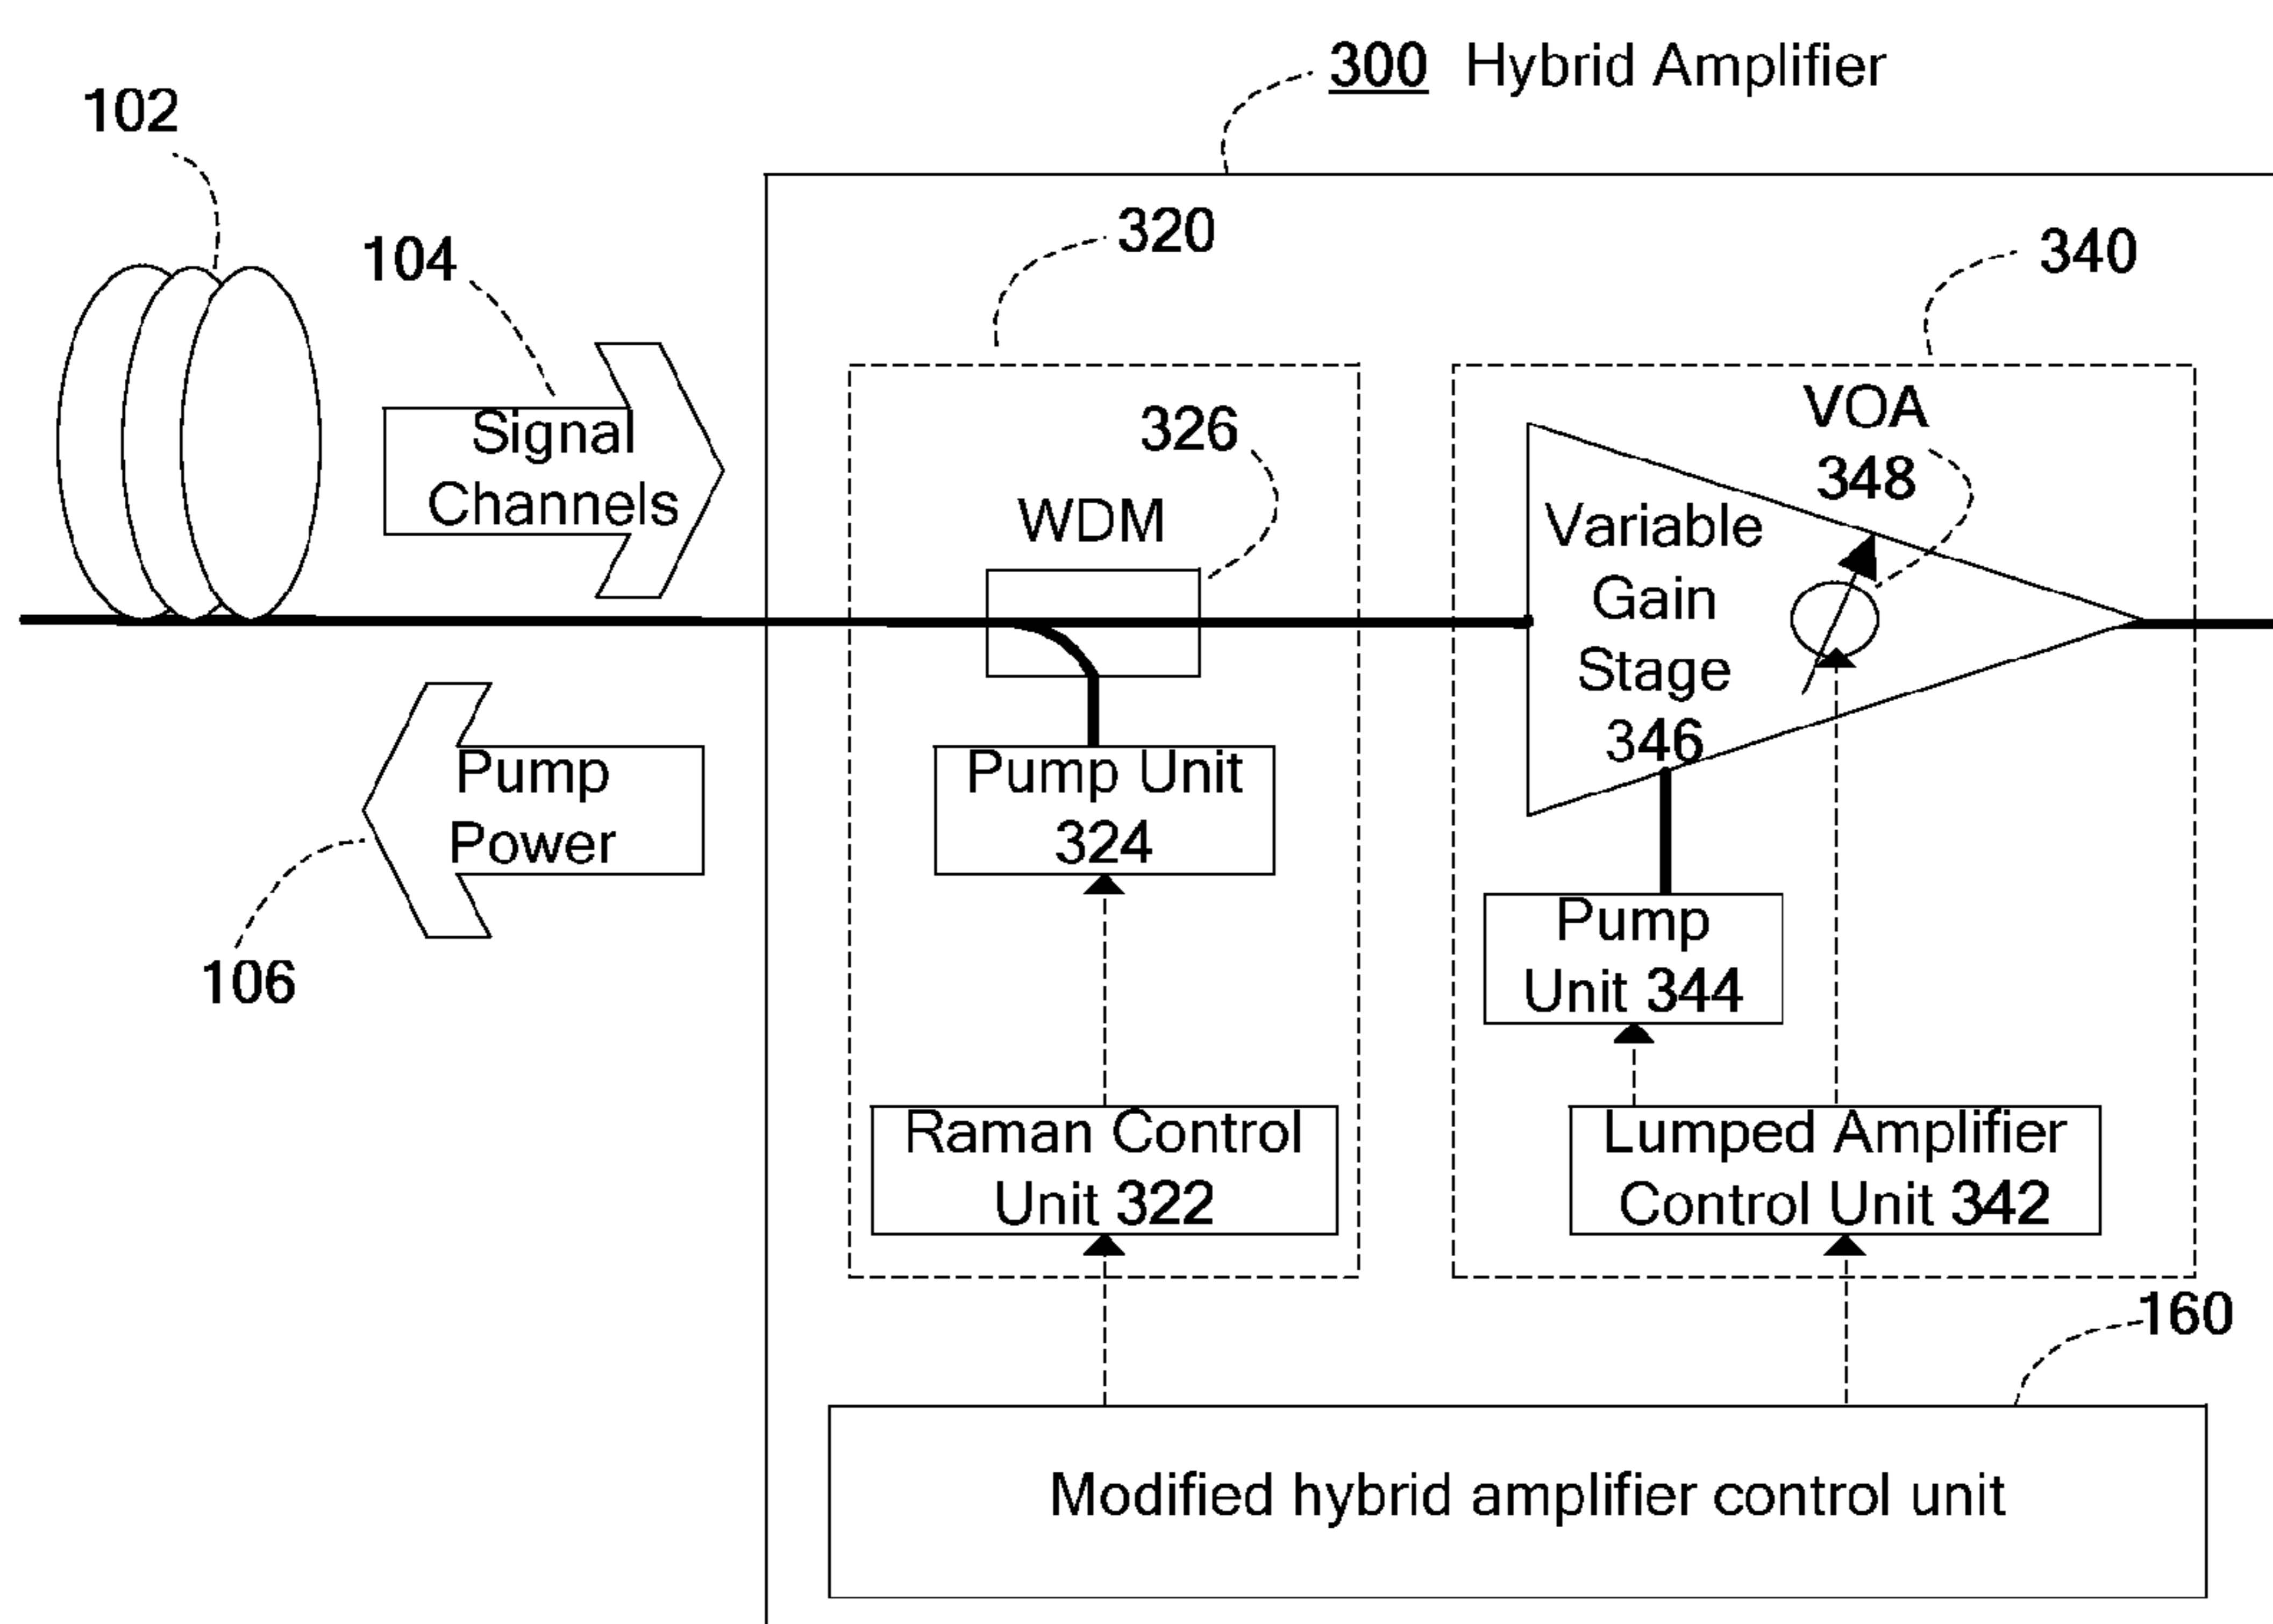 300 Hybrid Amplifier
102
320
340
104
326
VOA
348
Signal
Channels
WDM
Variable
Gain
Stage
346
Pump
Power
106
Pump Unit
324
Pump
Unit 344
Raman Control
Unit 322
Lumped Amplifier
Control Unit 342
160
Modified hybrid amplifier control unit